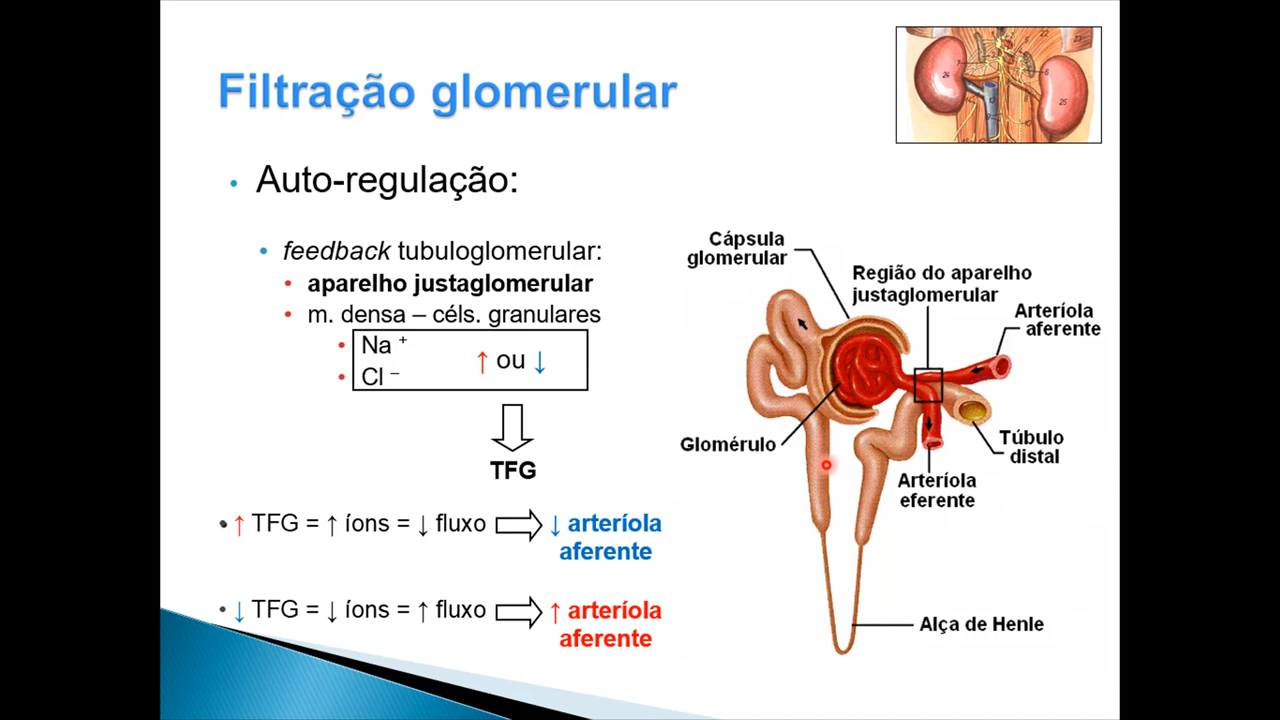 Filtração glomerular
• Auto-regulação:
• feedback tubuloglomerular:
• aparelho justaglomerular
• m. densa – céls. granulares
• Na +
• Cl –
↑ ou ↓
TFG
• ↑ TFG = ↑ íons = ↓ fluxo
↓ arteríola
aferente
• ↓ TFG = ↓ íons = ↑ fluxo
↑ arteríola
aferente
Cápsula
glomerular
Região do aparelho
justaglomerular
Arteríola
aferente
Glomérulo
Túbulo
distal
Arteríola
eferente
Alça de Henle
24
25